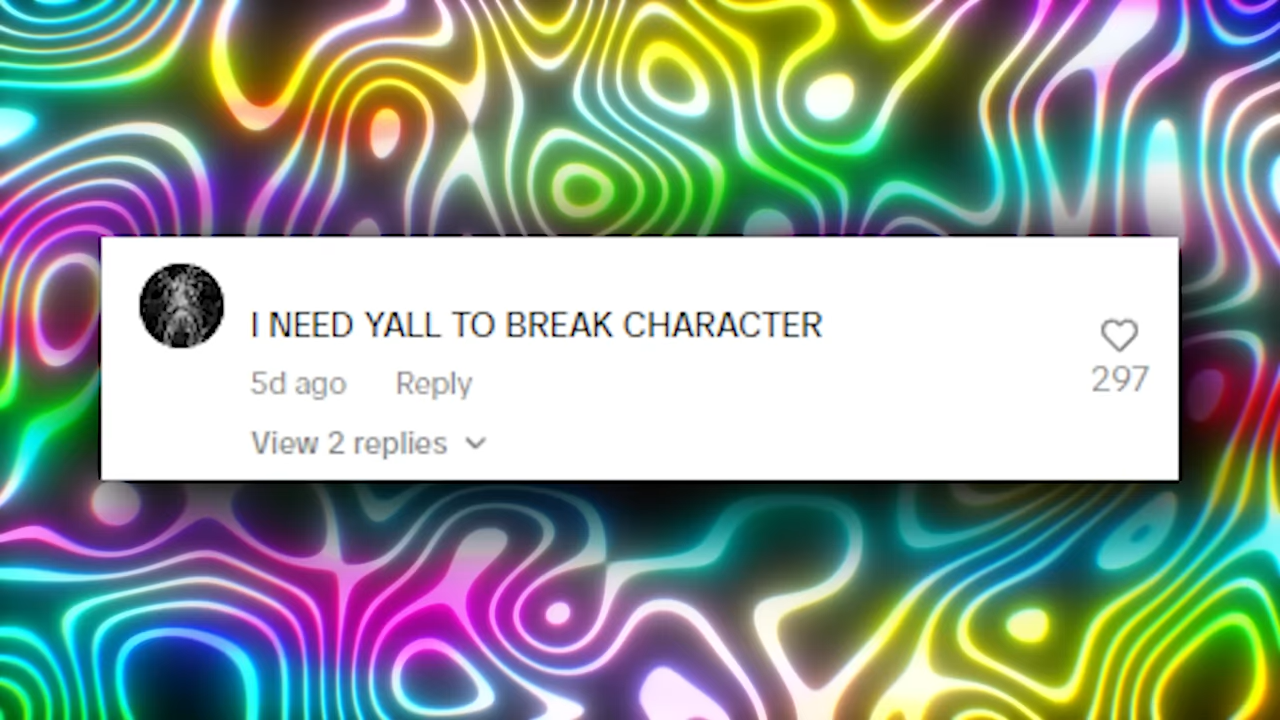 I NEED YALL TO BREAK CHARACTER
5d ago Reply
297
View 2 replies